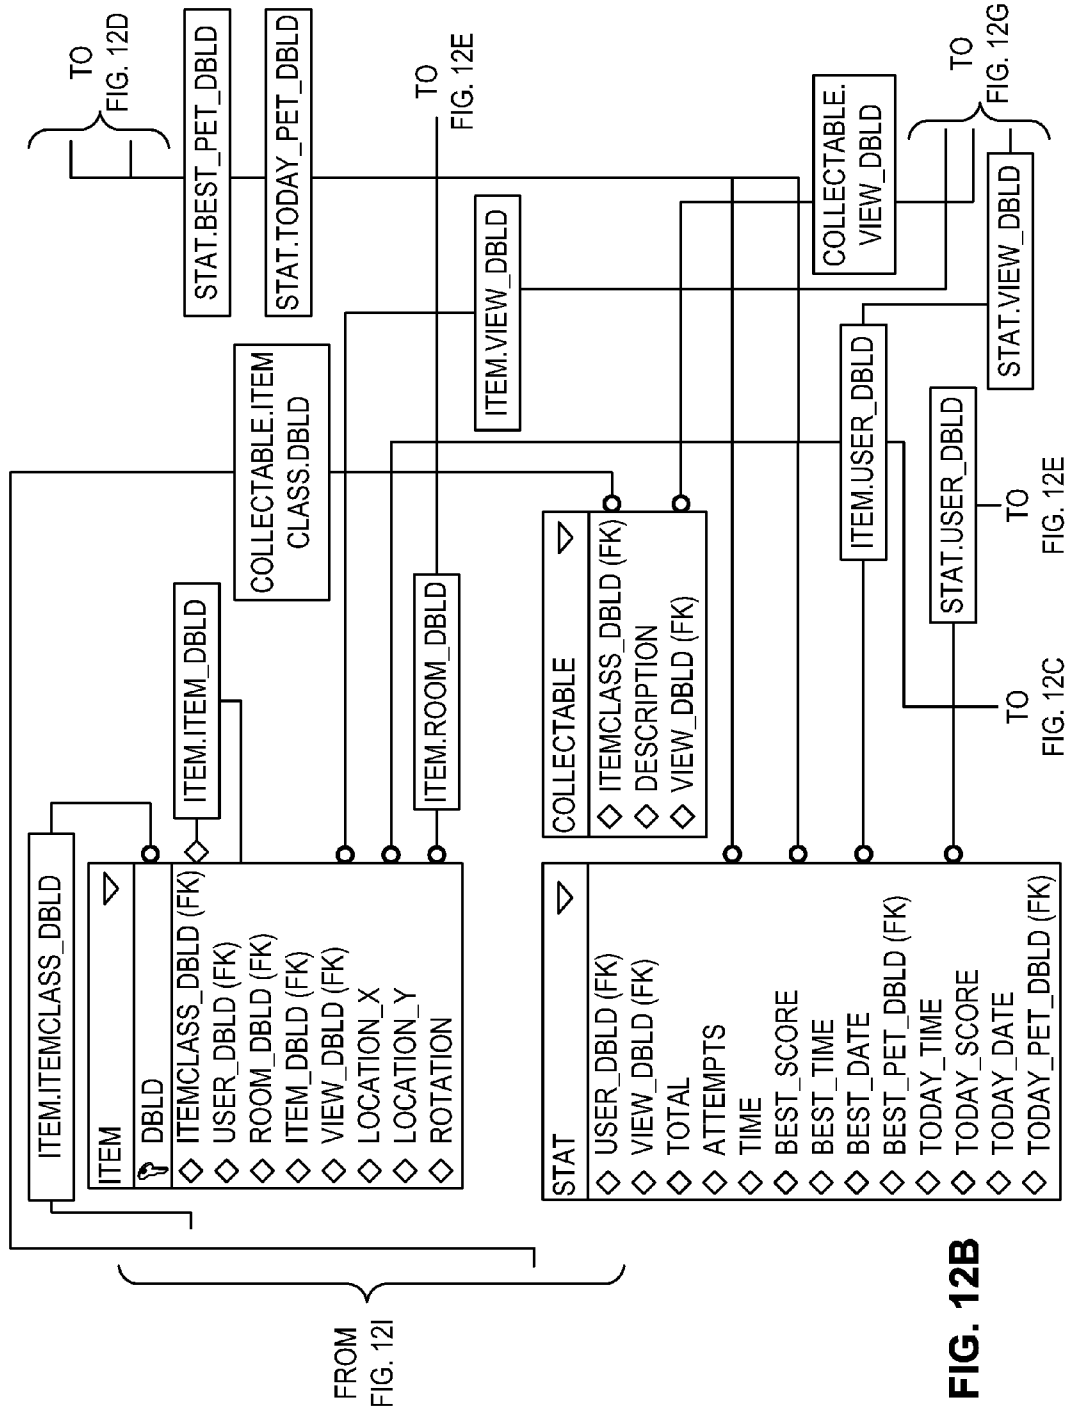 ITEM.ITEMCLASS_DBLD
ITEM
DBLD
ITEMCLASS_DBLD (FK)
USER_DBLD (FK)
ROOM_DBLD (FK)
ITEM_DBLD (FK)
VIEW_DBLD (FK)
LOCATION_X
LOCATION_Y
ROTATION
ITEM.ITEM_DBLD
COLLECTABLE.ITEM
CLASS.DBLD
ITEM.ROOM_DBLD
ITEM.VIEW_DBLD
STAT.BEST_PET_DBLD
STAT.TODAY_PET_DBLD
TO
FIG. 12D
TO
FIG. 12E
FROM
FIG. 12I
STAT
USER_DBLD (FK)
VIEW_DBLD (FK)
TOTAL
ATTEMPTS
TIME
BEST_SCORE
BEST_TIME
BEST_DATE
BEST_PET_DBLD (FK)
TODAY_TIME
TODAY_SCORE
TODAY_DATE
TODAY_PET_DBLD (FK)
COLLECTABLE
ITEMCLASS_DBLD (FK)
DESCRIPTION
VIEW_DBLD (FK)
COLLECTABLE.
VIEW_DBLD
ITEM.USER_DBLD
STAT.USER_DBLD
STAT.VIEW_DBLD
TO
FIG. 12G
TO
FIG. 12C
TO
FIG. 12E
FIG. 12B